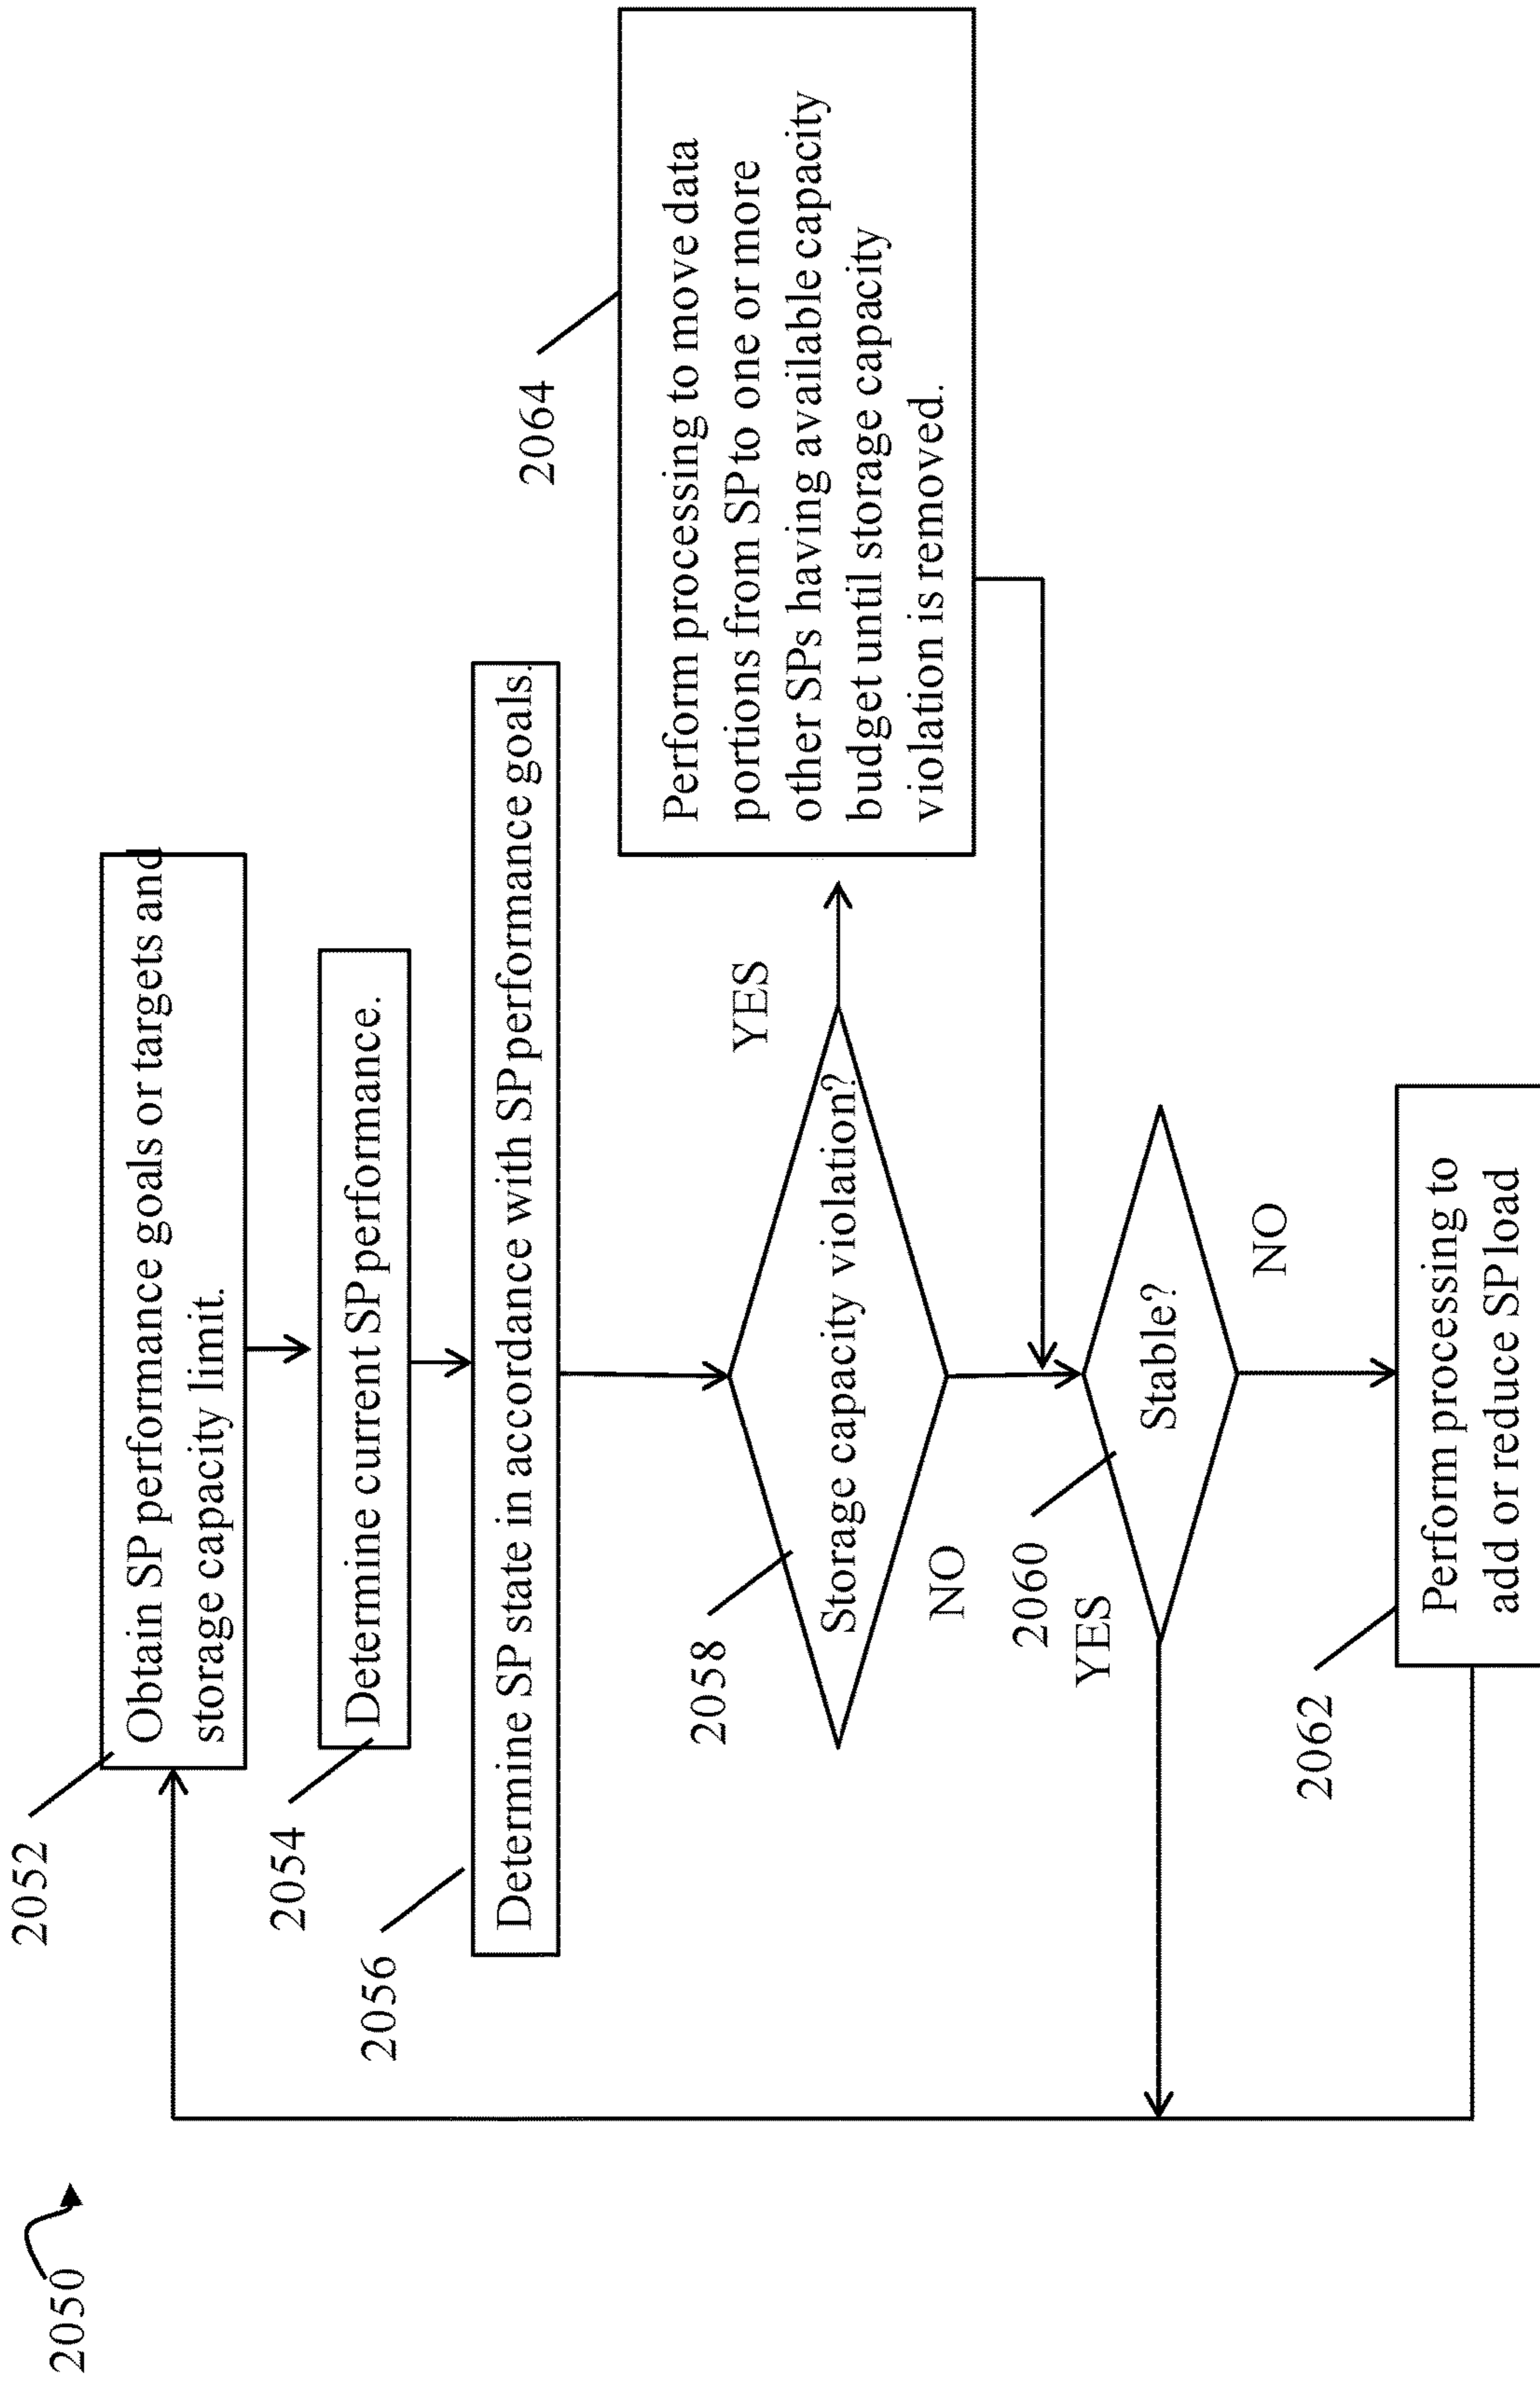 2050
2052
Obtain SP performance goals or targets and
storage capacity limit.
2054
Determine current SP performance.
2056
Determine SP state in accordance with SP performance goals.
2058
Storage capacity violation?
YES
NO
2064
Perform processing to move data
portions from SP to one or more
other SPs having available capacity
budget until storage capacity
violation is removed.
2060
Stable?
YES
NO
2062
Perform processing to
add or reduce SP load